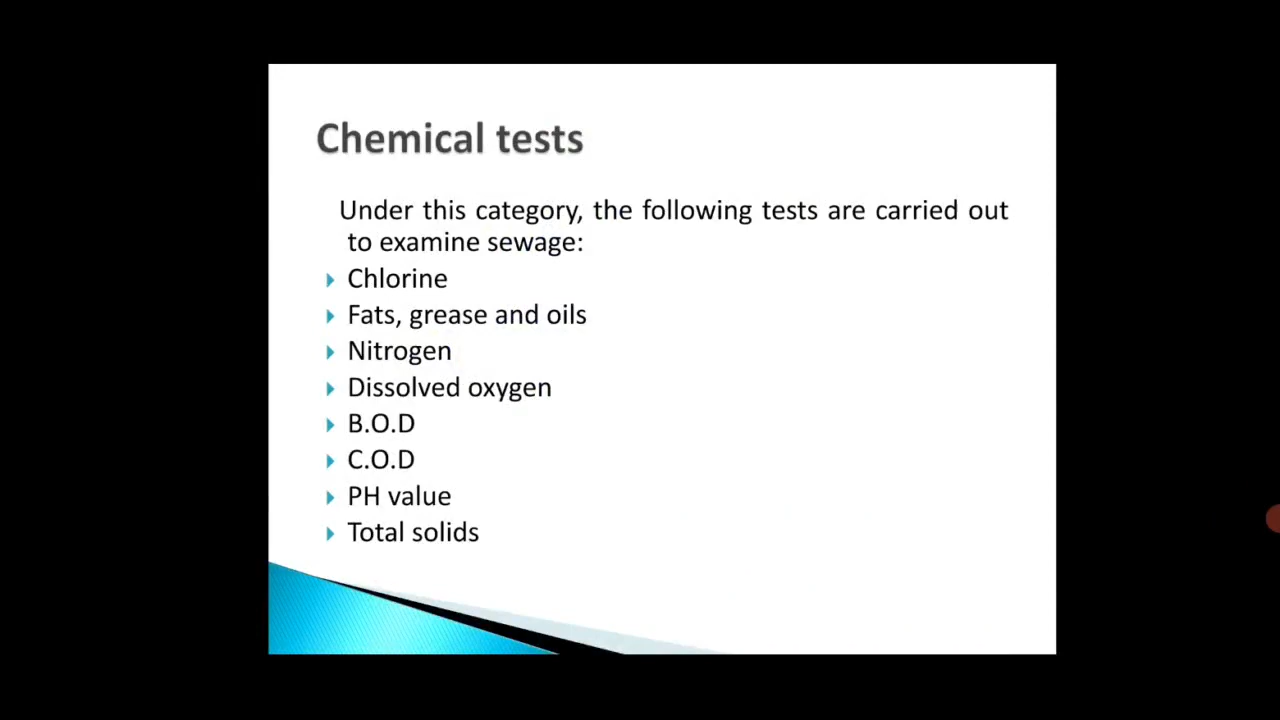 Chemical tests
Under this category, the following tests are carried out
to examine sewage:
Chlorine
Fats, grease and oils
Nitrogen
Dissolved oxygen
B.O.D
C.O.D
PH value
Total solids